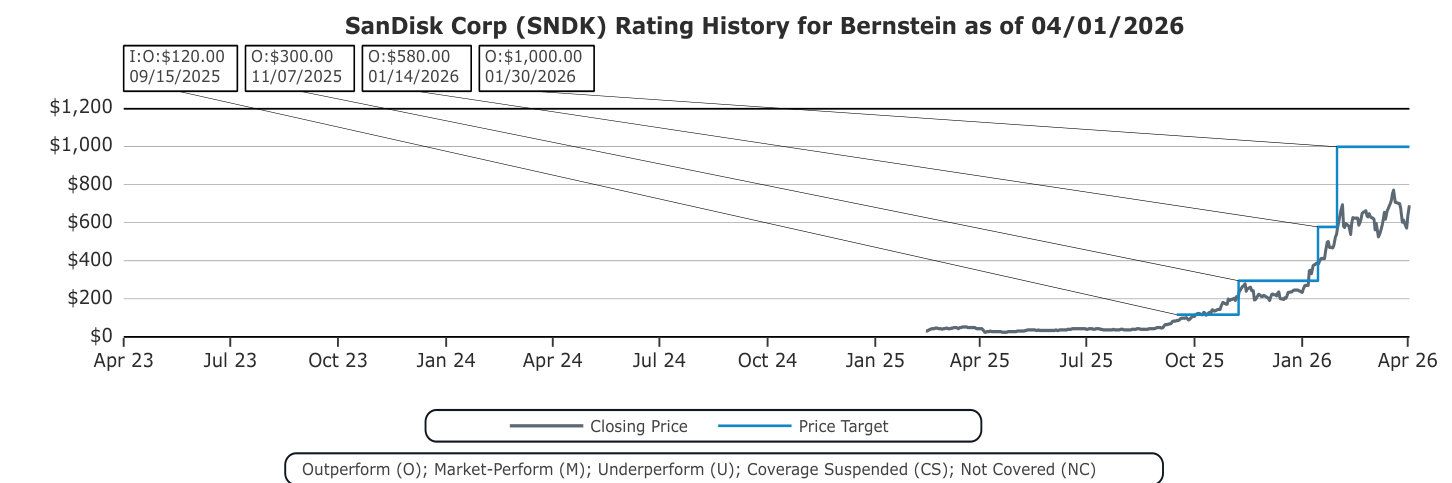 SanDisk Corp (SNDK) Rating History for Bernstein as of 04/01/2026
I:O:$120.00
09/15/2025
O:$300.00
11/07/2025
O:$580.00
01/14/2026
O:$1,000.00
01/30/2026
$1,200
$1,000
$800
$600
$400
$200
$0
Apr 23 Jul 23 Oct 23 Jan 24 Apr 24 Jul 24 Oct 24 Jan 25 Apr 25 Jul 25 Oct 25 Jan 26 Apr 26
Closing Price Price Target
Outperform (O); Market-Perform (M); Underperform (U); Coverage Suspended (CS); Not Covered (NC)